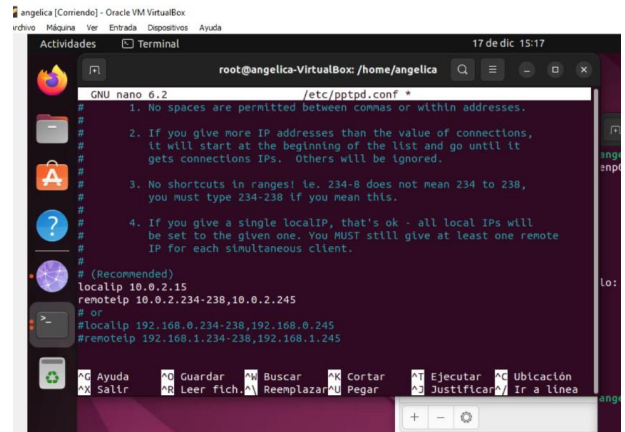 angelica [Corriendo] - Oracle VM VirtualBox
rchivo Máquina Ver Entrada Dispositivos Ayuda
Actividades Terminal 17 de dic 15:17
root@angelica-VirtualBox: /home/angelica
GNU nano 6.2 /etc/pptpd.conf *
# 1. No spaces are permitted between commas or within addresses.
#
# 2. If you give more IP addresses than the value of connections,
# it will start at the beginning of the list and go until it
# gets connections IPs. Others will be ignored.
#
# 3. No shortcuts in ranges! ie. 234-8 does not mean 234 to 238,
# you must type 234-238 if you mean this.
#
# 4. If you give a single localIP, that's ok - all local IPs will
# be set to the given one. You MUST still give at least one remote
# IP for each simultaneous client.
#
# (Recommended)
localip 10.0.2.15
remoteip 10.0.2.234-238,10.0.2.245
# or
#localip 192.168.0.234-238,192.168.0.245
#remoteip 192.168.1.234-238,192.168.1.245
^G Ayuda ^O Guardar ^W Buscar ^K Cortar ^T Ejecutar ^C Ubicación
^X Salir ^R Leer fich. ^\ Reemplazar ^U Pegar ^J Justificar ^/ Ir a línea
ange
enp0
lo:
ange